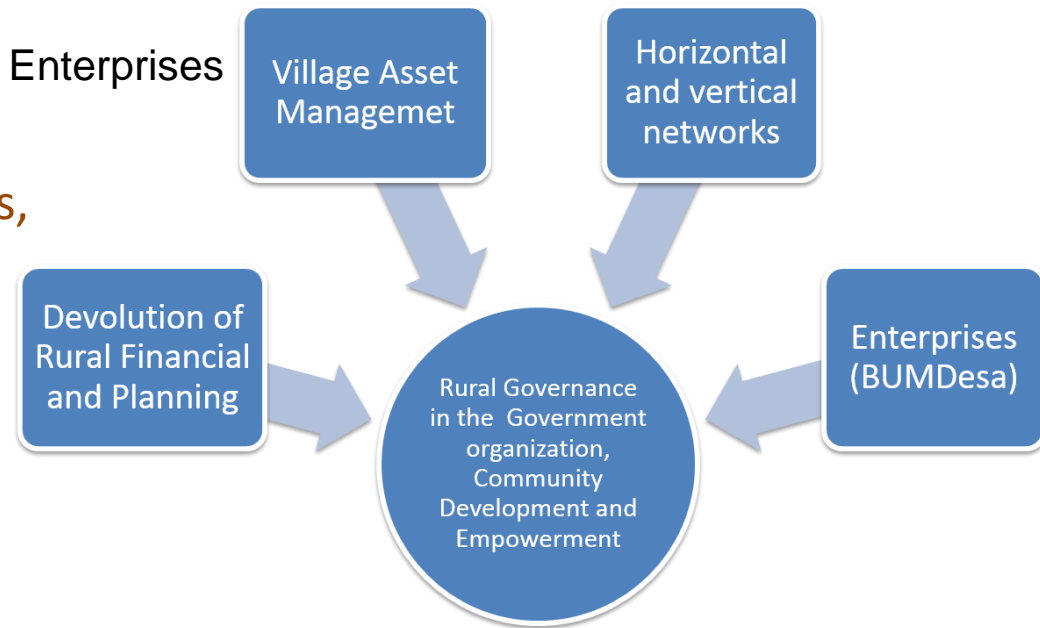 Enterprises
Village Asset
Managemet
Horizontal
and vertical
networks
s,
Devolution of
Rural Financial
and Planning
Enterprises
(BUMDesa)
Rural Governance
in the Government
organization,
Community
Development and
Empowerment